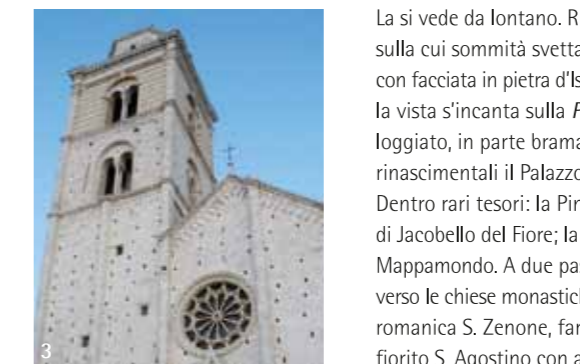 La si vede da lontano. R
sulla cui sommità svetta
con facciata in pietra d'Is
la vista s'incanta sulla P
loggiato, in parte brama
rinascimentali il Palazzo
Dentro rari tesori: la Pin
di Jacobello del Fiore; la
Mappamondo. A due pas
verso le chiese monastich
romanica S. Zenone, far
fiorito S. Agostino con a
3